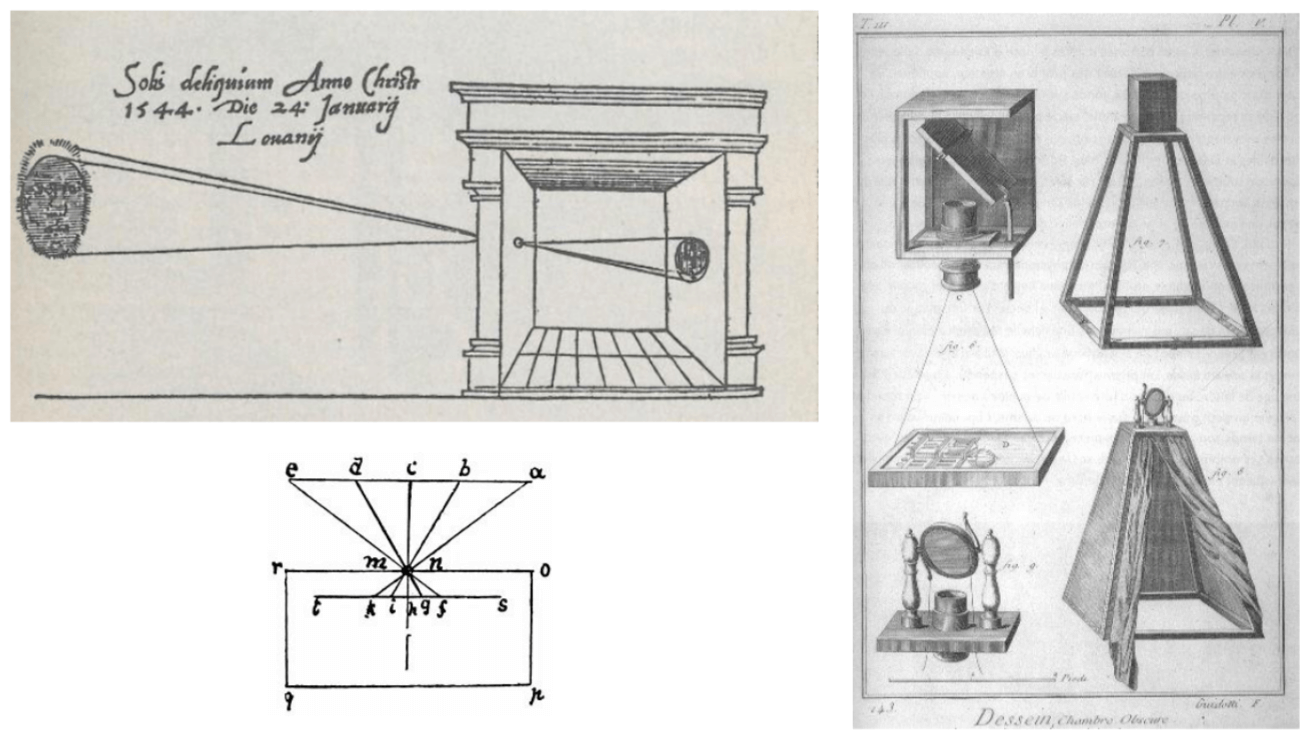 Solis deliquium Anno Christi
1544. Die 24: Januarij
Louanij
e d c b a
r m n o
t k i h g f s
q p
T. III Pl. V.
fig. 7.
C
fig. 6.
D
fig. 8.
fig. 9.
Pieds
143. Guidotti F.
Dessein, Chambre Obscure